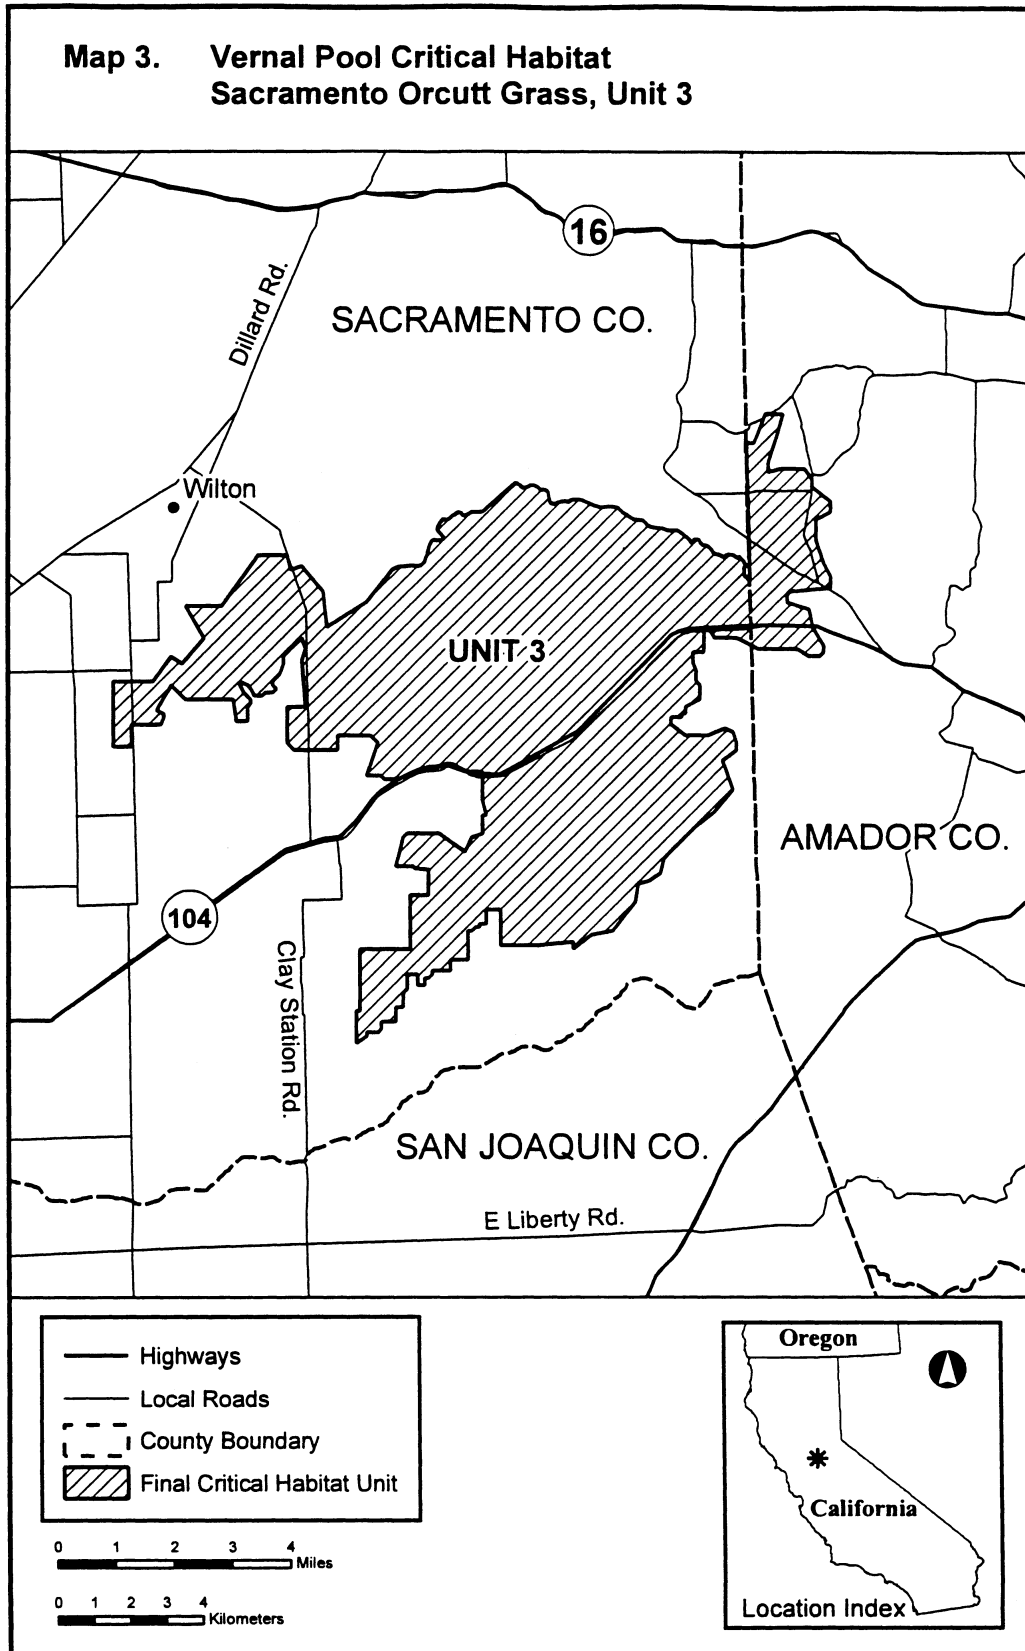 Map 3. Vernal Pool Critical Habitat
Sacramento Orcutt Grass, Unit 3
16
Dillard Rd.
SACRAMENTO CO.
Wilton
UNIT 3
AMADOR CO.
104
Clay Station Rd.
SAN JOAQUIN CO.
E Liberty Rd.
Highways
Local Roads
County Boundary
Final Critical Habitat Unit
0 1 2 3 4
Miles
0 1 2 3 4
Kilometers
Oregon
California
Location Index